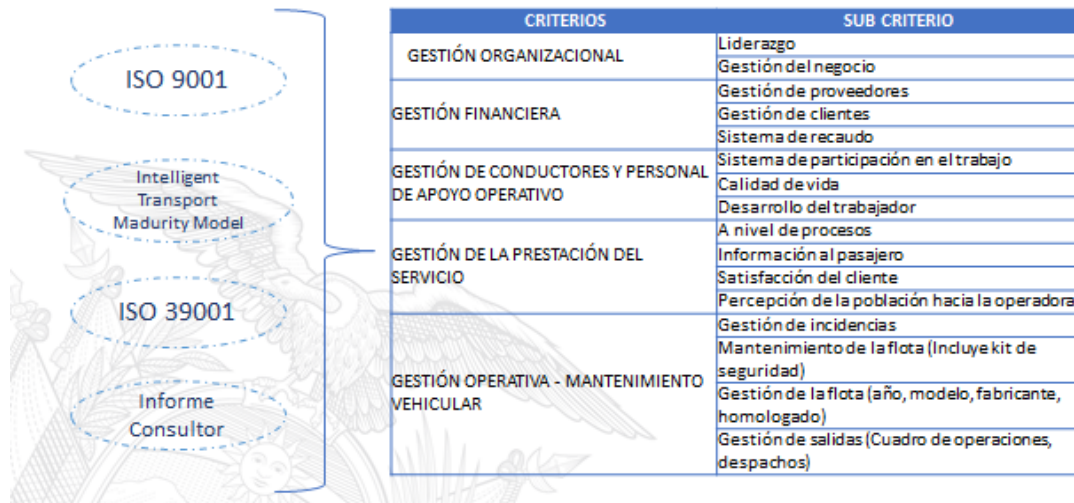 ISO 9001
Intelligent
Transport
Madurity Model
ISO 39001
Informe
Consultor
CRITERIOS
SUB CRITERIO
GESTIÓN ORGANIZACIONAL
Liderazgo
Gestión del negocio
GESTIÓN FINANCIERA
Gestión de proveedores
Gestión de clientes
Sistema de recaudo
GESTIÓN DE CONDUCTORES Y PERSONAL
DE APOYO OPERATIVO
Sistema de participación en el trabajo
Calidad de vida
Desarrollo del trabajador
GESTIÓN DE LA PRESTACIÓN DEL
SERVICIO
A nivel de procesos
Información al pasajero
Satisfacción del cliente
Percepción de la población hacia la operadora
GESTIÓN OPERATIVA - MANTENIMIENTO
VEHICULAR
Gestión de incidencias
Mantenimiento de la flota (Incluye kit de
seguridad)
Gestión de la flota (año, modelo, fabricante,
homologado)
Gestión de salidas (Cuadro de operaciones,
despachos)